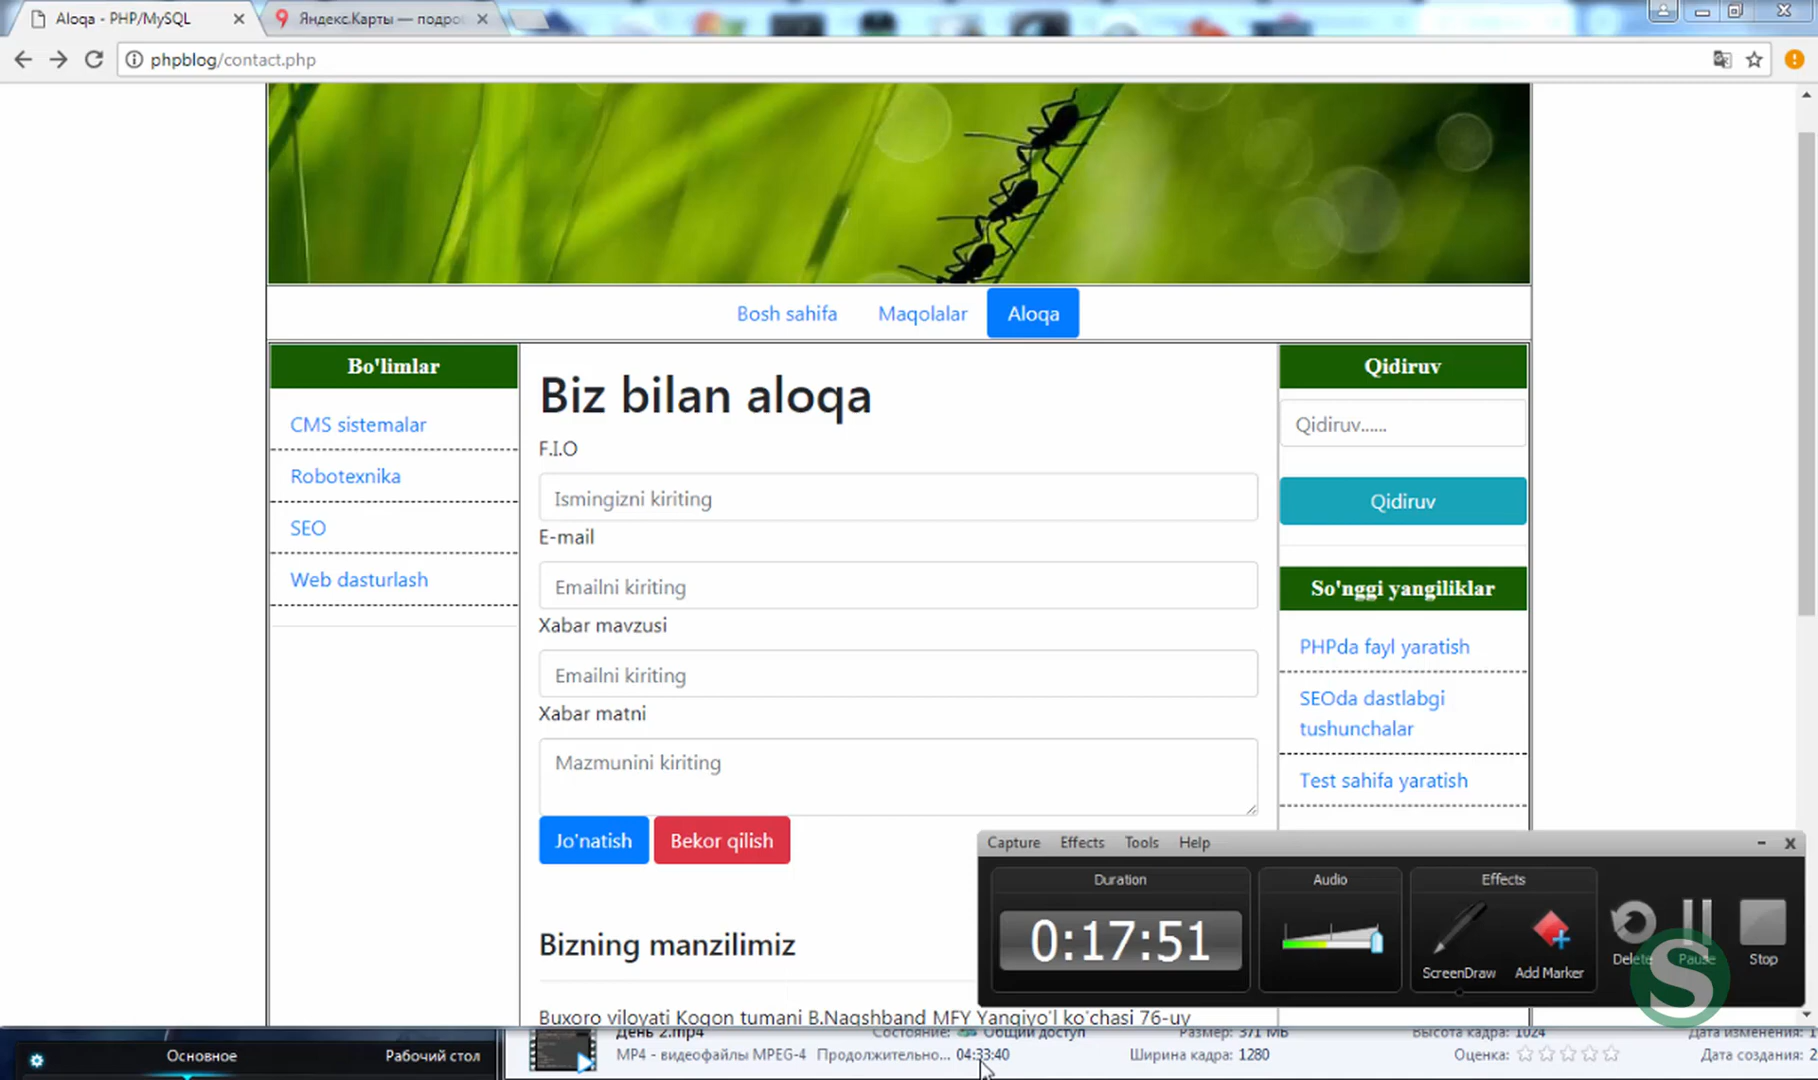 Aloqa - PHP/MySQL
Яндекс.Карты — подро
phpblog/contact.php
Bosh sahifa
Maqolalar
Aloqa
Bo'limlar
CMS sistemalar
Robotexnika
SEO
Web dasturlash
Biz bilan aloqa
F.I.O
Ismingizni kiriting
E-mail
Emailni kiriting
Xabar mavzusi
Emailni kiriting
Xabar matni
Mazmunini kiriting
Jo'natish
Bekor qilish
Bizning manzilimiz
Buxoro viloyati Kogon tumani B.Naqshband MFY Yangiyo'l ko'chasi 76-uy
Qidiruv
Qidiruv......
Qidiruv
So'nggi yangiliklar
PHPda fayl yaratish
SEOda dastlabgi
tushunchalar
Test sahifa yaratish
Capture Effects Tools Help
Duration
0:17:51
Audio
Effects
ScreenDraw
Add Marker
Delete
Pause
Stop
S
Основное
Рабочий стол
День 2.mp4
Состояние: Общий доступ
Размер: 371 МБ
Высота кадра: 1024
Дата изменения:
MP4 - видеофайлы MPEG-4
Продолжительно... 04:33:40
Ширина кадра: 1280
Оценка:
Дата создания: 2